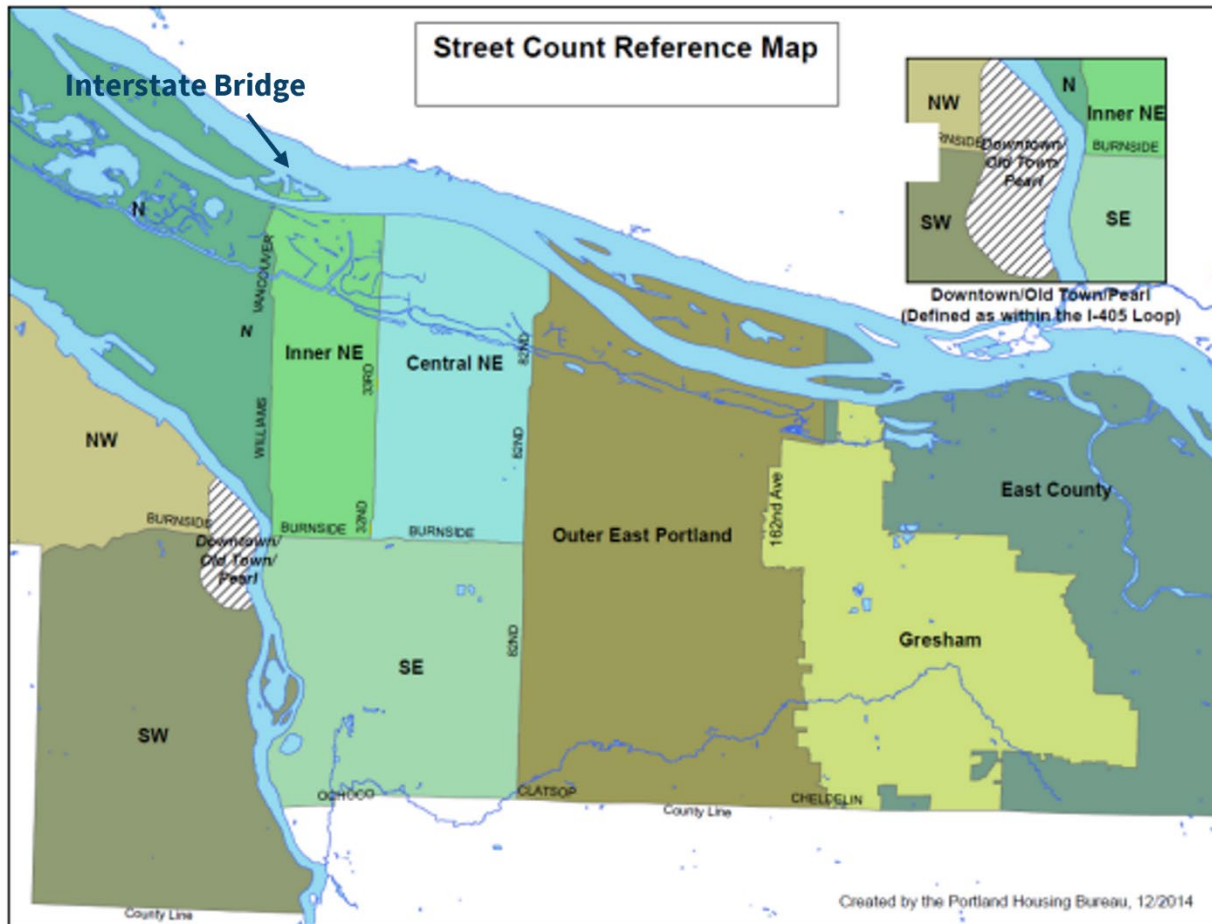 Street Count Reference Map
Interstate Bridge
NW
N
Inner NE
BURNSIDE
Downtown/
Old Town
Pearl
SW
SE
Downtown/Old Town/Pearl
(Defined as within the I-405 Loop)
N
VANCOUVER
N
Inner NE
33RD
Central NE
82ND
WILLIAMS
82ND
NW
162nd Ave
East County
BURNSIDE
32ND
BURNSIDE
BURNSIDE
Outer East Portland
Downtown/
Old Town/
Pearl
82ND
SE
Gresham
SW
OCHOCO
CLATSOP
CHELDELIN
County Line
County Line
Created by the Portland Housing Bureau, 12/2014